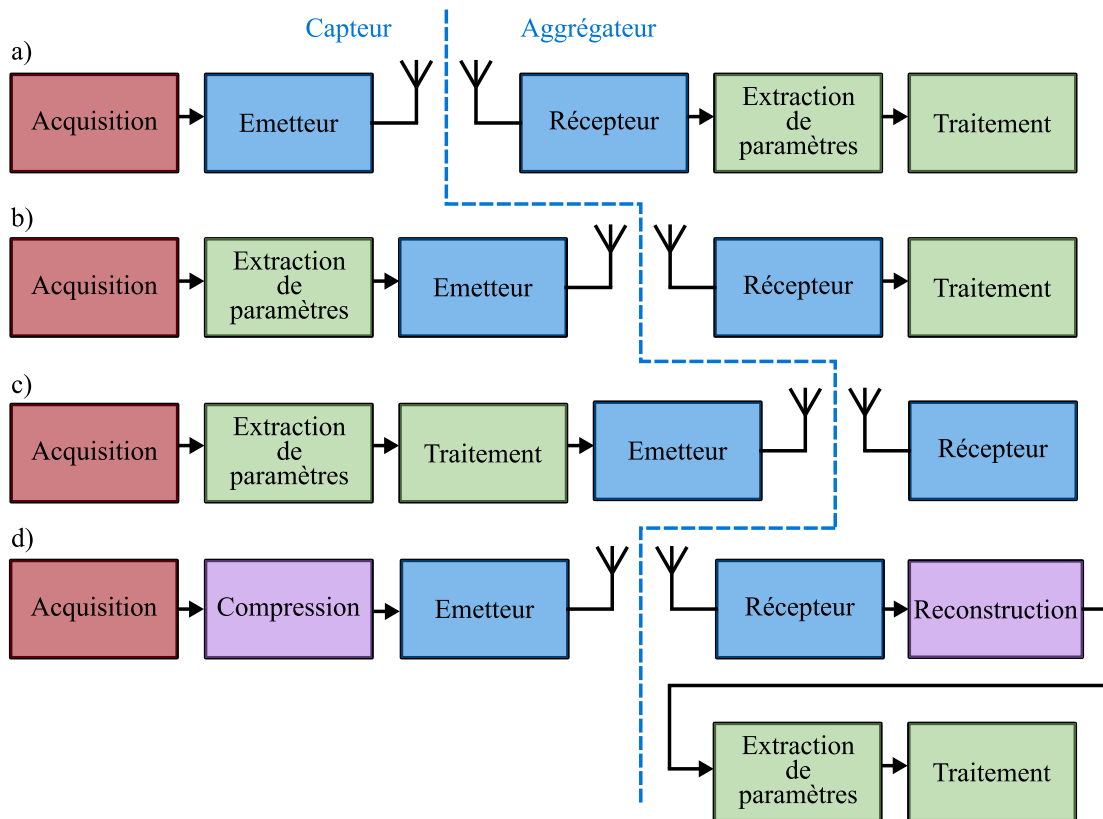 Capteur
Aggrégateur
a)
Acquisition
Emetteur
Récepteur
Extraction
de
paramètres
Traitement
b)
Acquisition
Extraction
de
paramètres
Emetteur
Récepteur
Traitement
c)
Acquisition
Extraction
de
paramètres
Traitement
Emetteur
Récepteur
d)
Acquisition
Compression
Emetteur
Récepteur
Reconstruction
Extraction
de
paramètres
Traitement